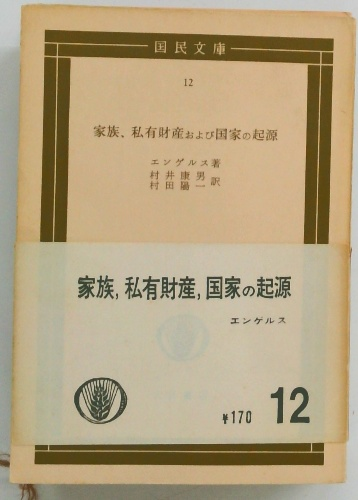 国民文庫
12
家族、私有財産および国家の起源
エンゲルス著
村井康男
村田陽一訳
家族,私有財産,国家の起源
エンゲルス
¥170 12